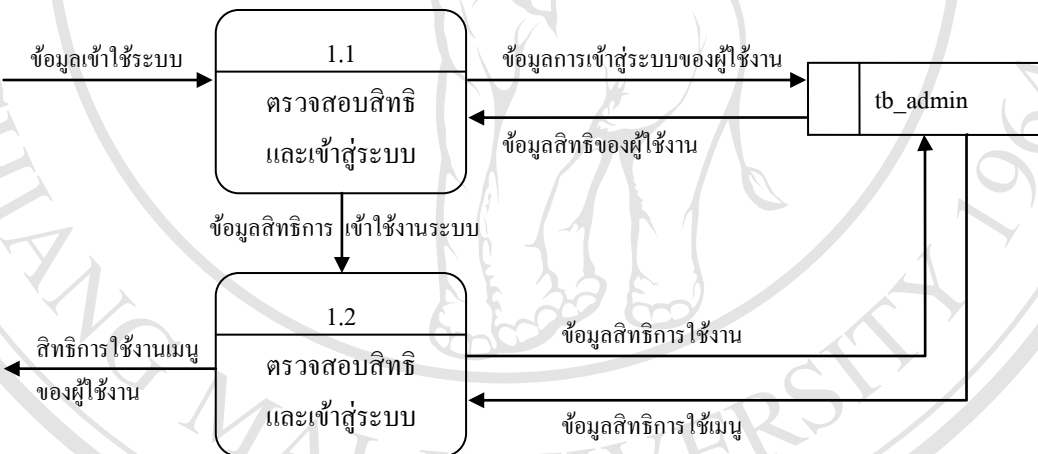 ข้อมูลเข้าใช้ระบบ
1.1
ตรวจสอบสิทธิ
และเข้าสู่ระบบ
ข้อมูลการเข้าสู่ระบบของผู้ใช้งาน
tb_admin
ข้อมูลสิทธิของผู้ใช้งาน
ข้อมูลสิทธิการ เข้าใช้งานระบบ
1.2
ตรวจสอบสิทธิ
และเข้าสู่ระบบ
สิทธิการใช้งานเมนู
ของผู้ใช้งาน
ข้อมูลสิทธิการใช้งาน
ข้อมูลสิทธิการใช้เมนู